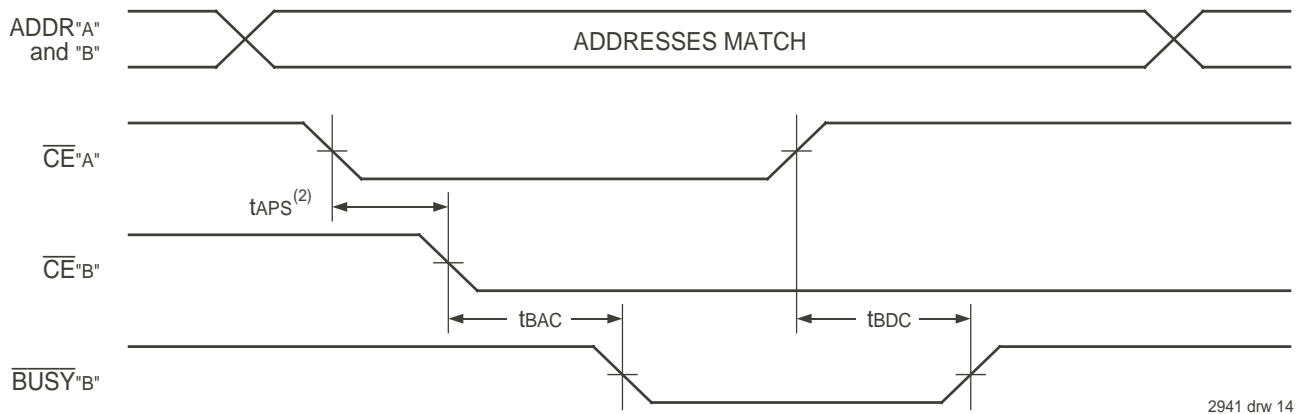 ADDR"A"
and "B"
ADDRESSES MATCH
CE"A"
tAPS(2)
CE"B"
tBAC
tBDC
BUSY"B"
2941 drw 14